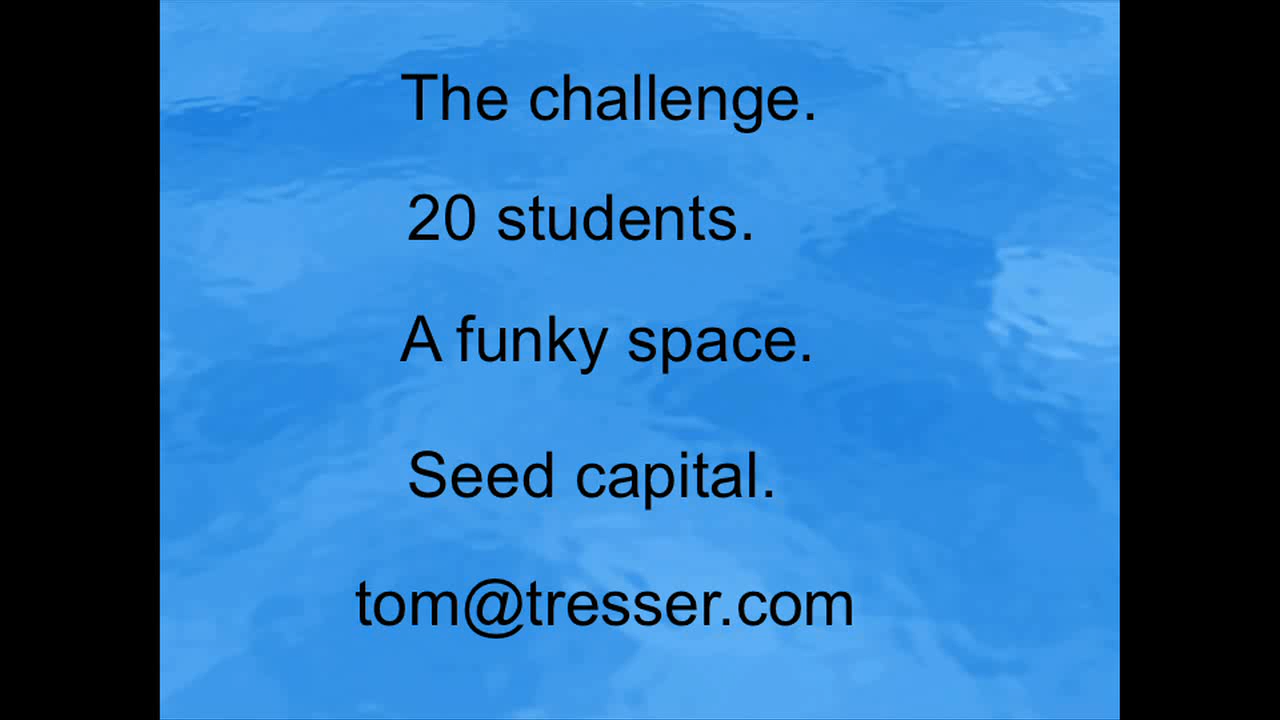 The challenge.
20 students.
A funky space.
Seed capital.
tom@tresser.com